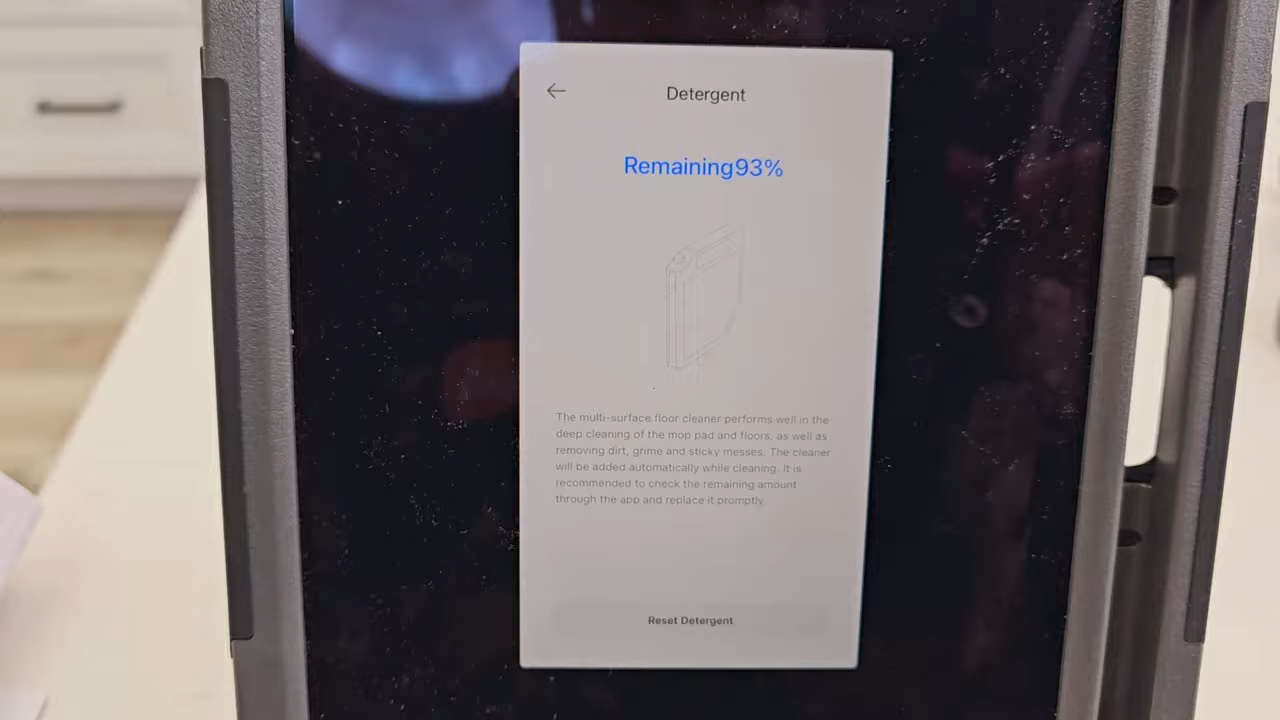 Detergent
Remaining93%
The multi-surface floor cleaner performs well in the
deep cleaning of the mop pad and floors, as well as
removing dirt, grime and sticky messes. The cleaner
will be added automatically while cleaning. It is
recommended to check the remaining amount
through the app and replace it promptly.
Reset Detergent